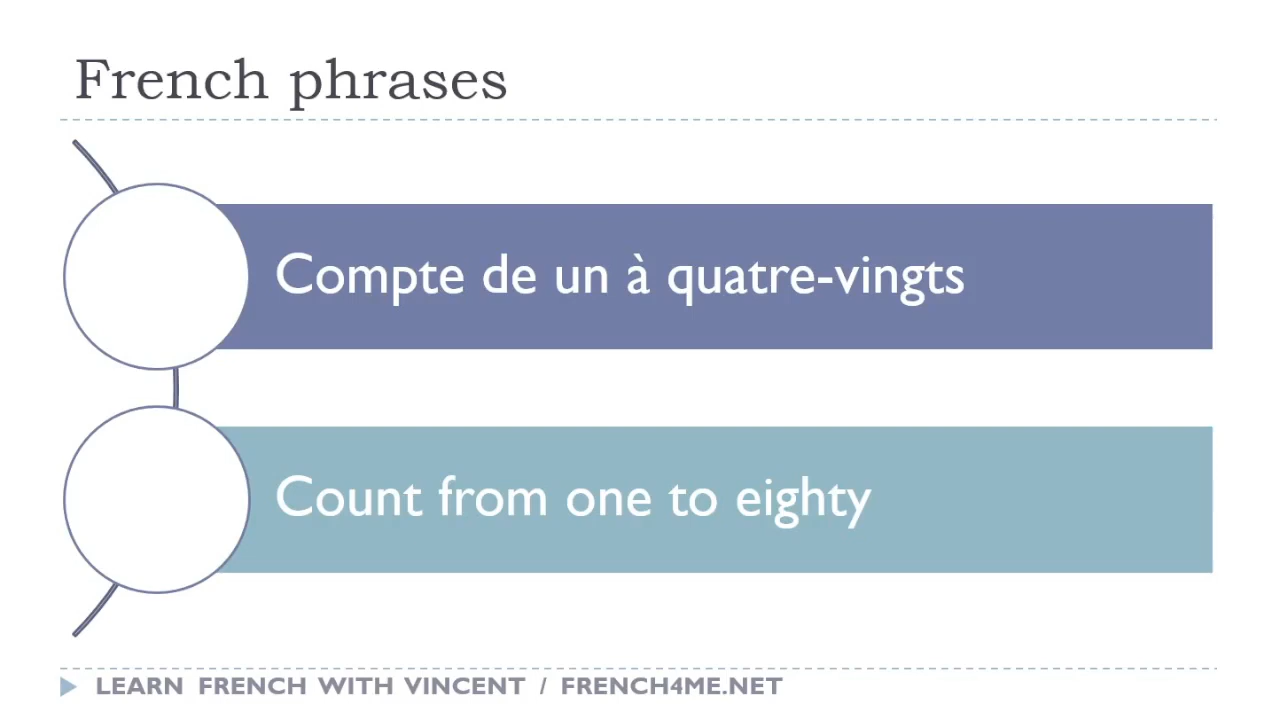 French phrases
Compte de un à quatre-vingts
Count from one to eighty
LEARN FRENCH WITH VINCENT / FRENCH4ME.NET